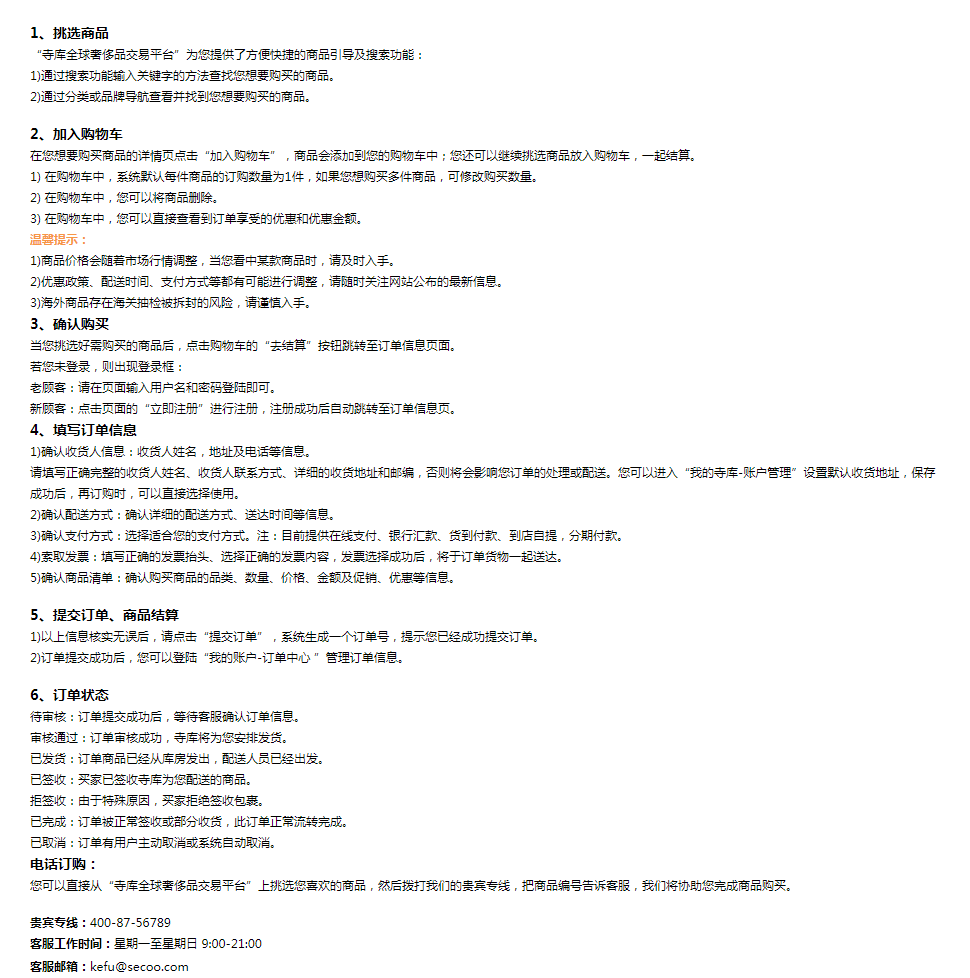 1、挑选商品
“寺库全球奢侈品交易平台”为您提供了方便快捷的商品引导及搜索功能：
1)通过搜索功能输入关键字的方法查找您想要购买的商品。
2)通过分类或品牌导航查看并找到您想要购买的商品。
2、加入购物车
在您想要购买商品的详情页点击“加入购物车”，商品会添加到您的购物车中；您还可以继续挑选商品放入购物车，一起结算。
1) 在购物车中，系统默认每件商品的订购数量为1件，如果您想购买多件商品，可修改购买数量。
2) 在购物车中，您可以将商品删除。
3) 在购物车中，您可以直接查看到订单享受的优惠和优惠金额。
温馨提示：
1)商品价格会随着市场行情调整，当您看中某款商品时，请及时入手。
2)优惠政策、配送时间、支付方式等都有可能进行调整，请随时关注网站公布的最新信息。
3)海外商品存在海关抽检被拆封的风险，请谨慎入手。
3、确认购买
当您挑选好需购买的商品后，点击购物车的“去结算”按钮跳转至订单信息页面。
若您未登录，则出现登录框：
老顾客：请在页面输入用户名和密码登陆即可。
新顾客：点击页面的“立即注册”进行注册，注册成功后自动跳转至订单信息页。
4、填写订单信息
1)确认收货人信息：收货人姓名，地址及电话等信息。
请填写正确完整的收货人姓名、收货人联系方式、详细的收货地址和邮编，否则将会影响您订单的处理或配送。您可以进入“我的寺库-账户管理”设置默认收货地址，保存
成功后，再订购时，可以直接选择使用。
2)确认配送方式：确认详细的配送方式、送达时间等信息。
3)确认支付方式：选择适合您的支付方式。注：目前提供在线支付、银行汇款、货到付款、到店自提，分期付款。
4)索取发票：填写正确的发票抬头、选择正确的发票内容，发票选择成功后，将于订单货物一起送达。
5)确认商品清单：确认购买商品的品类、数量、价格、金额及促销、优惠等信息。
5、提交订单、商品结算
1)以上信息核实无误后，请点击“提交订单”，系统生成一个订单号，提示您已经成功提交订单。
2)订单提交成功后，您可以登陆“我的账户-订单中心 ”管理订单信息。
6、订单状态
待审核：订单提交成功后，等待客服确认订单信息。
审核通过：订单审核成功，寺库将为您安排发货。
已发货：订单商品已经从库房发出，配送人员已经出发。
已签收：买家已签收寺库为您配送的商品。
拒签收：由于特殊原因，买家拒绝签收包裹。
已完成：订单被正常签收或部分收货，此订单正常流转完成。
已取消：订单有用户主动取消或系统自动取消。
电话订购：
您可以直接从“寺库全球奢侈品交易平台”上挑选您喜欢的商品，然后拨打我们的贵宾专线，把商品编号告诉客服，我们将协助您完成商品购买。
贵宾专线：400-87-56789
客服工作时间：星期一至星期日 9:00-21:00
客服邮箱：kefu@secoo.com